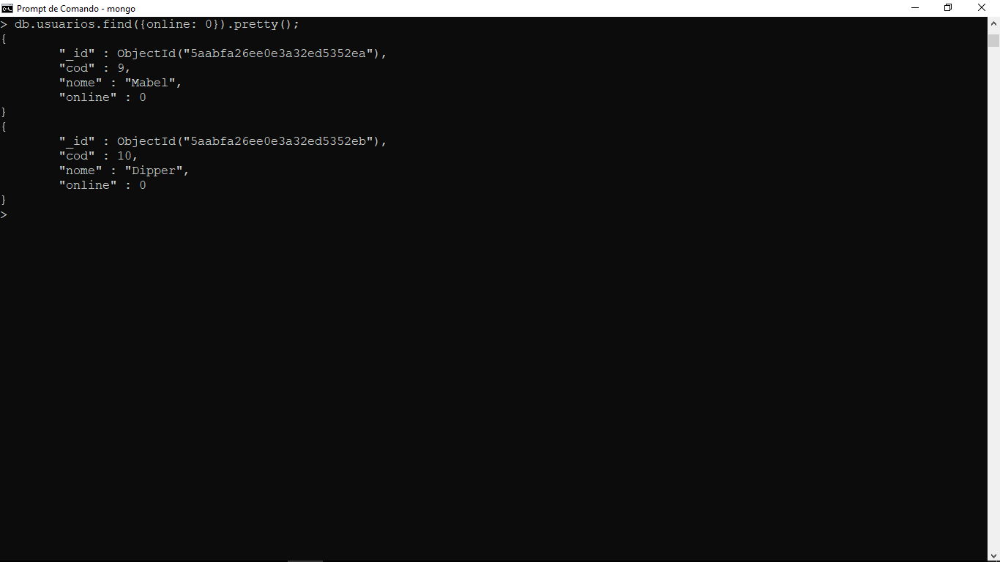 Prompt de Comando - mongo
> db.usuarios.find({online: 0}).pretty();
{
        "_id" : ObjectId("5aabfa26ee0e3a32ed5352ea"),
        "cod" : 9,
        "nome" : "Mabel",
        "online" : 0
}
{
        "_id" : ObjectId("5aabfa26ee0e3a32ed5352eb"),
        "cod" : 10,
        "nome" : "Dipper",
        "online" : 0
}
>